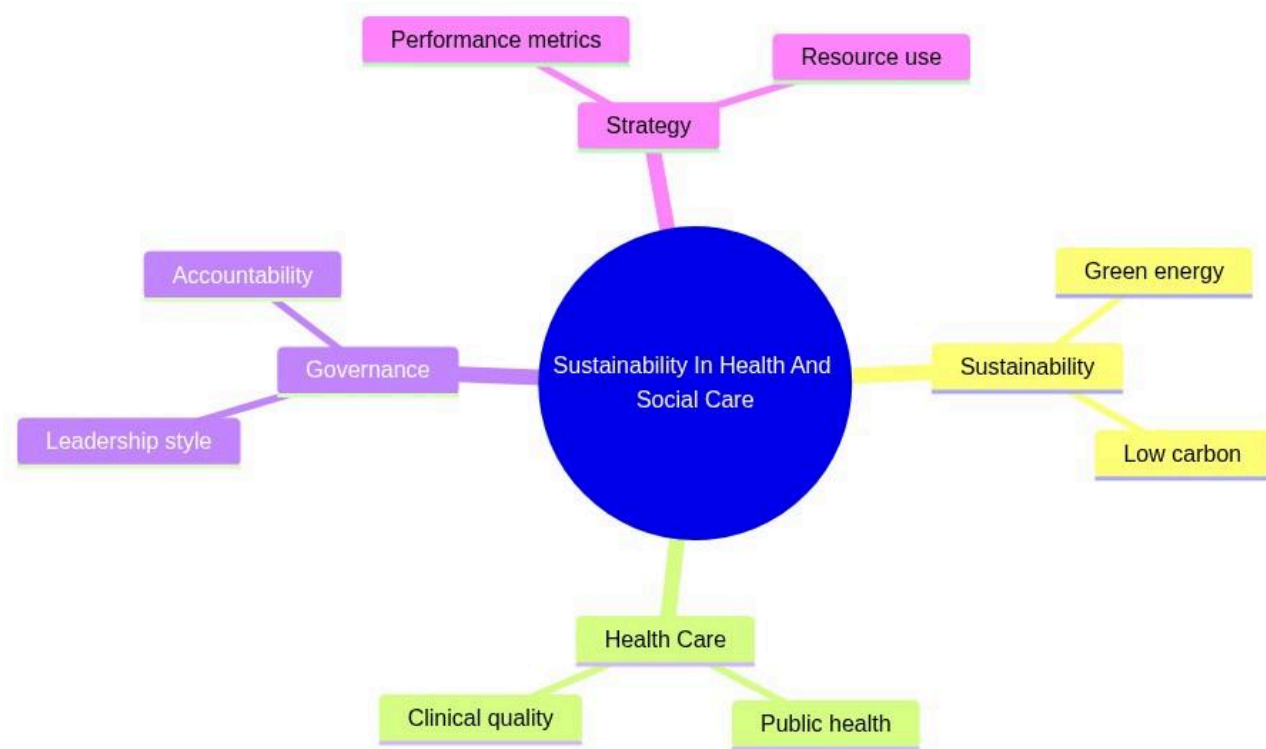 Performance metrics
Resource use
Strategy
Accountability
Governance
Leadership style
Sustainability In Health And
Social Care
Green energy
Sustainability
Low carbon
Health Care
Clinical quality
Public health